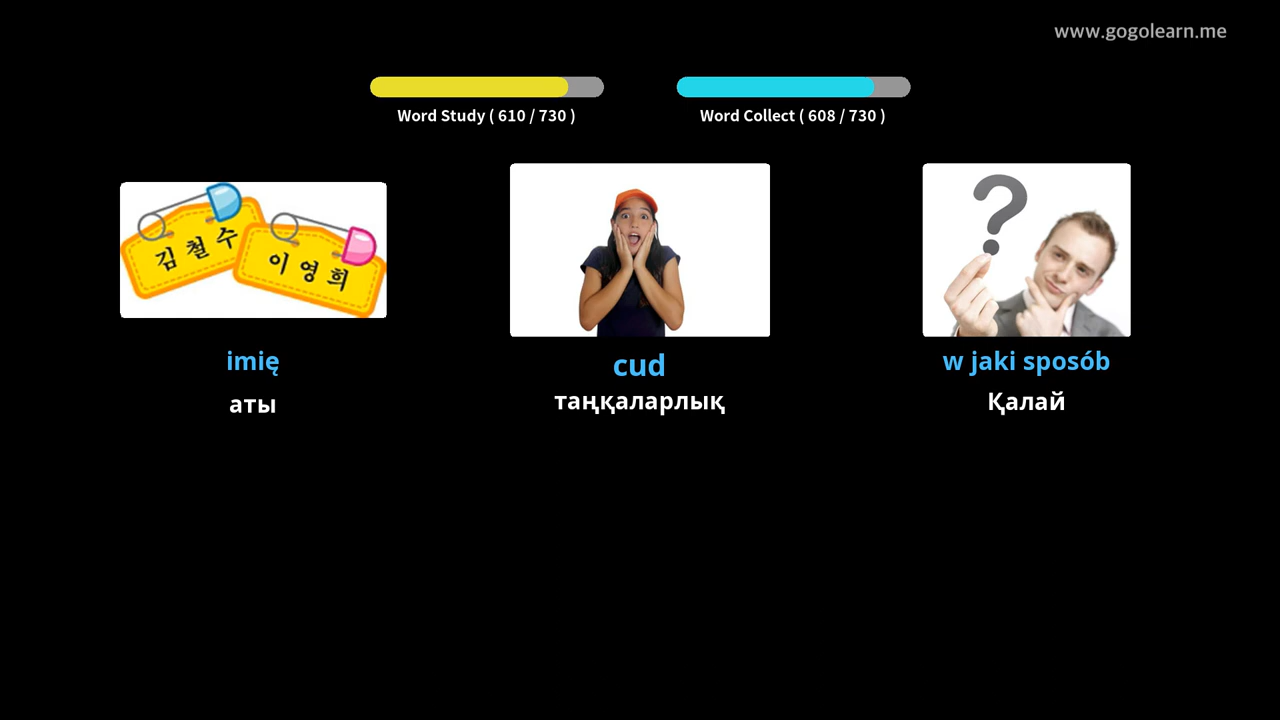 www.gogolearn.me
Word Study ( 610 / 730 )
Word Collect ( 608 / 730 )
김철수
이영희
imię
cud
w jaki sposób
аты
таңқаларлық
Қалай